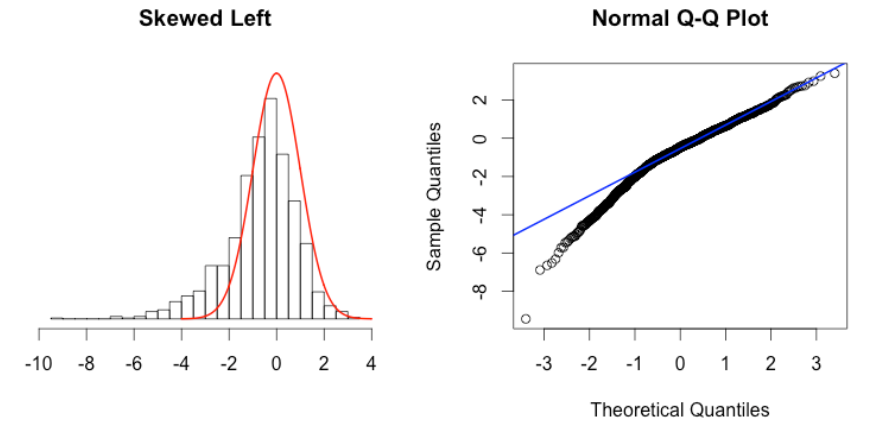 Skewed Left
-10 -8 -6 -4 -2 0 2 4
Normal Q-Q Plot
Sample Quantiles
2
0
-2
-4
-6
-8
-3 -2 -1 0 1 2 3
Theoretical Quantiles